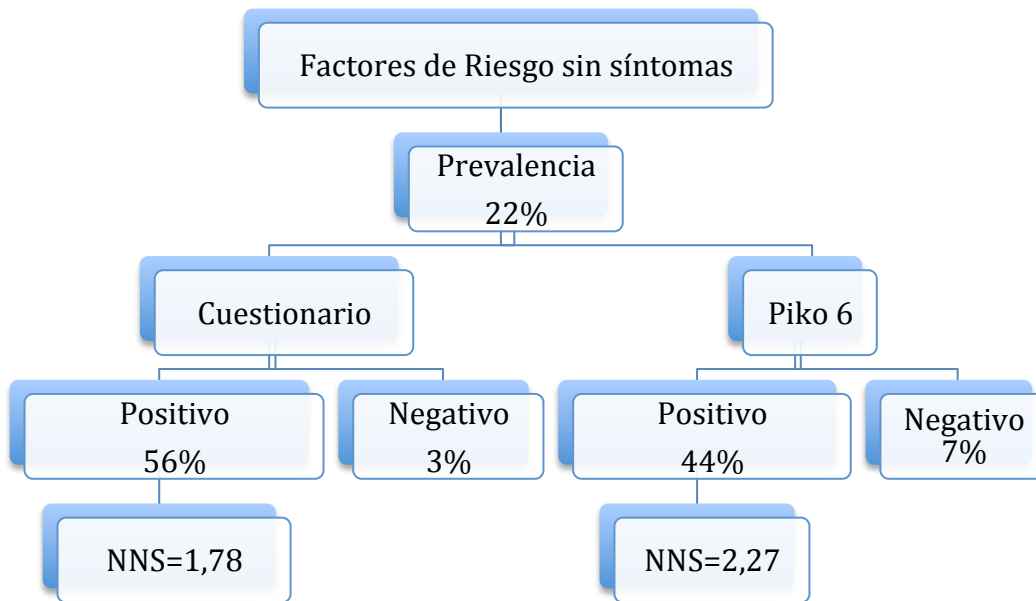 Factores de Riesgo sin síntomas
Prevalencia
22%
Cuestionario
Piko 6
Positivo
56%
Negativo
3%
Positivo
44%
Negativo
7%
NNS=1,78
NNS=2,27